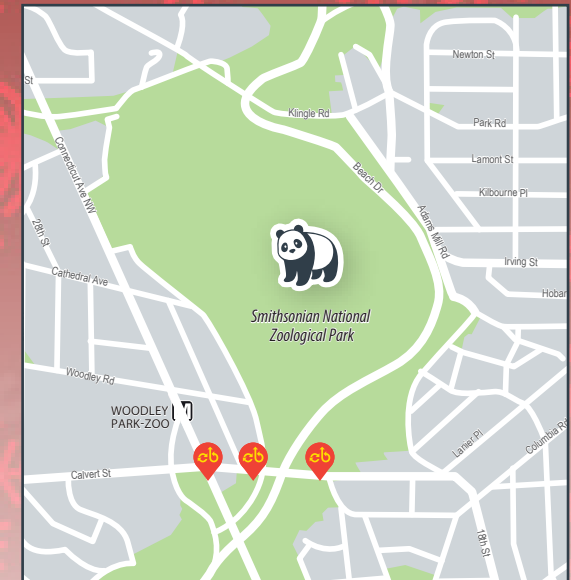 Newton St
St
Klingle Rd
Park Rd
Connecticut Ave NW
Lamont St
Beach Dr
Kilbourne Pl
28th St
Adams Mill Rd
Irving St
Cathedral Ave
Hobar
Smithsonian National
Zoological Park
Woodley Rd
WOODLEY
PARK-ZOO
M
Lanier Pl
Columbia Rd
cb
cb
cb
Calvert St
18th St